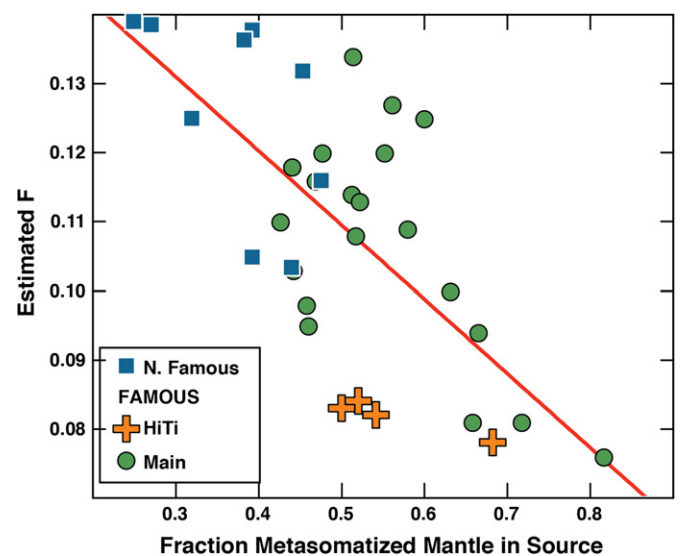 0.13
0.12
0.11
0.10
0.09
0.08
Estimated F
N. Famous
FAMOUS
HiTi
Main
0.3 0.4 0.5 0.6 0.7 0.8
Fraction Metasomatized Mantle in Source